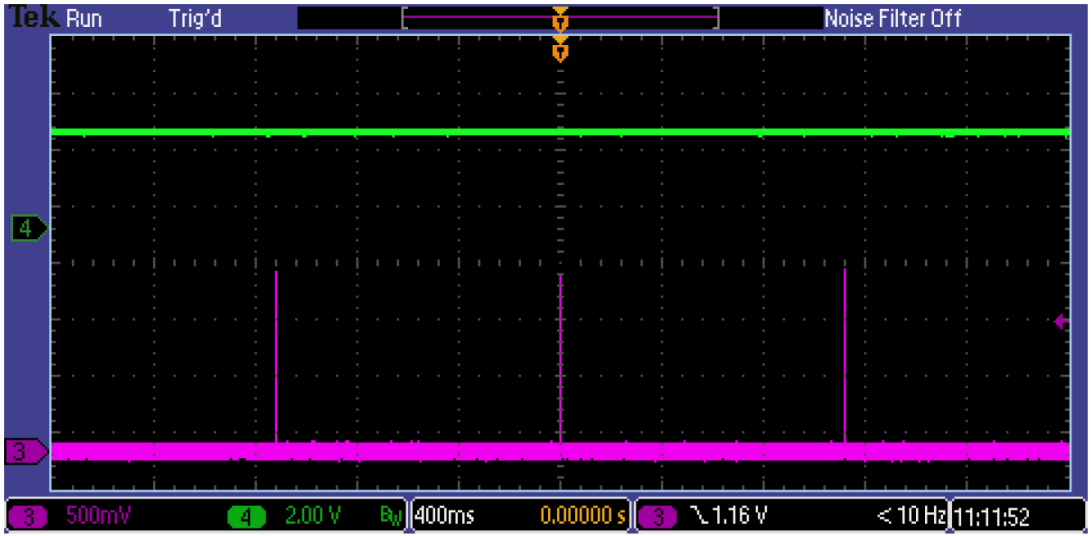 Tek Run Trig'd Noise Filter Off
T
T
4
3
3 500mV 4 2.00 V BW 400ms 0.00000 s 3 \ 1.16 V < 10 Hz 11:11:52